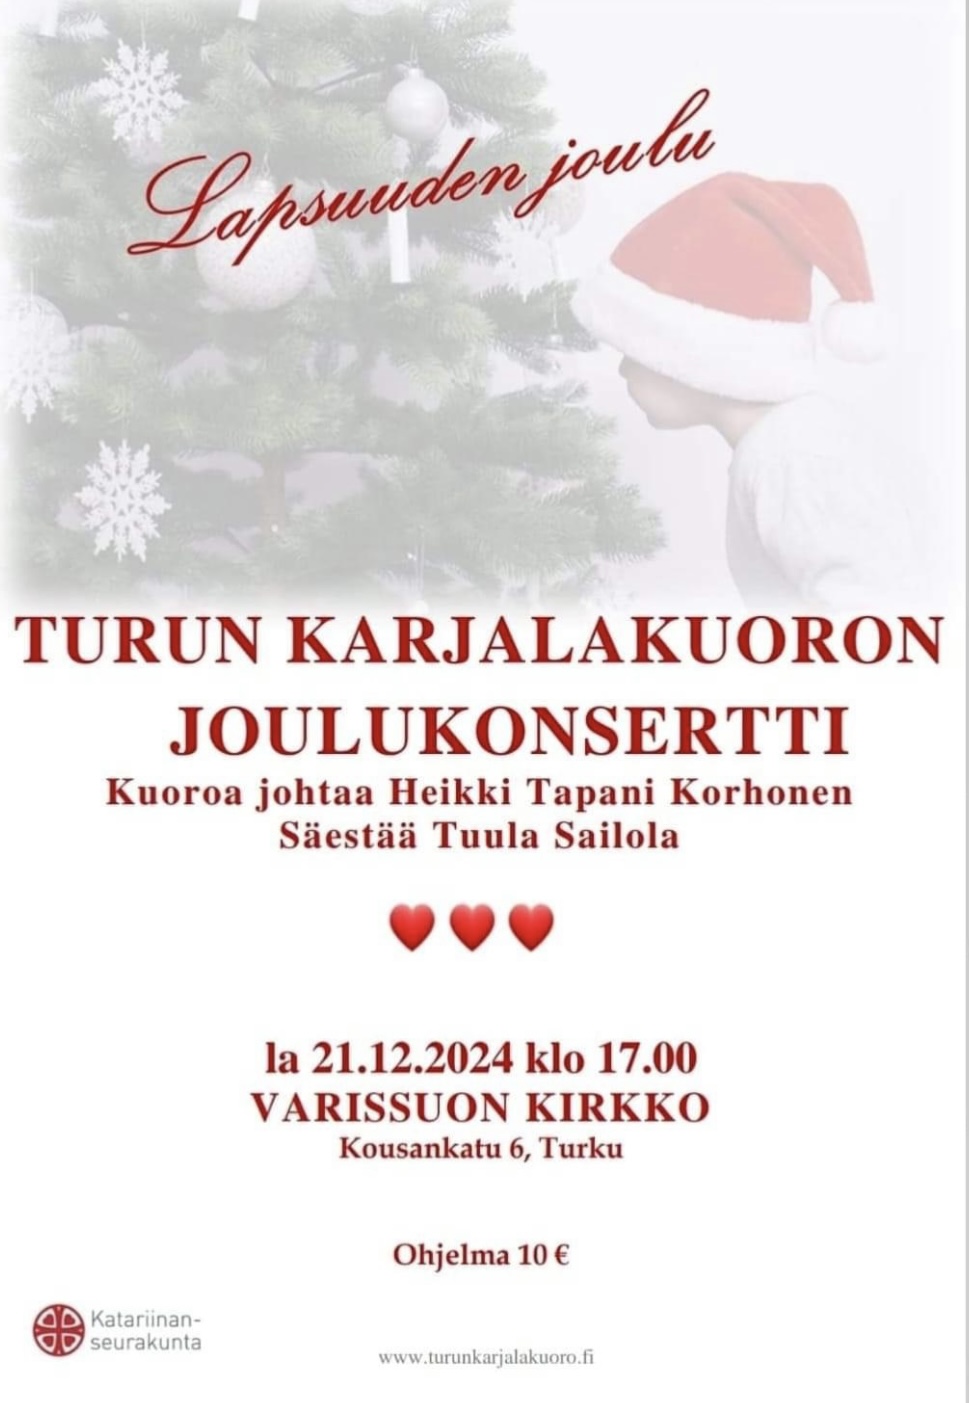 Lapsuuden joulu
TURUN KARJALAKUORON
JOULUKONSERTTI
Kuoroa johtaa Heikki Tapani Korhonen
Säestää Tuula Sailola
la 21.12.2024 klo 17.00
VARISSUON KIRKKO
Kousankatu 6, Turku
Ohjelma 10 €
Katariinan-
seurakunta
www.turunkarjalakuoro.fi